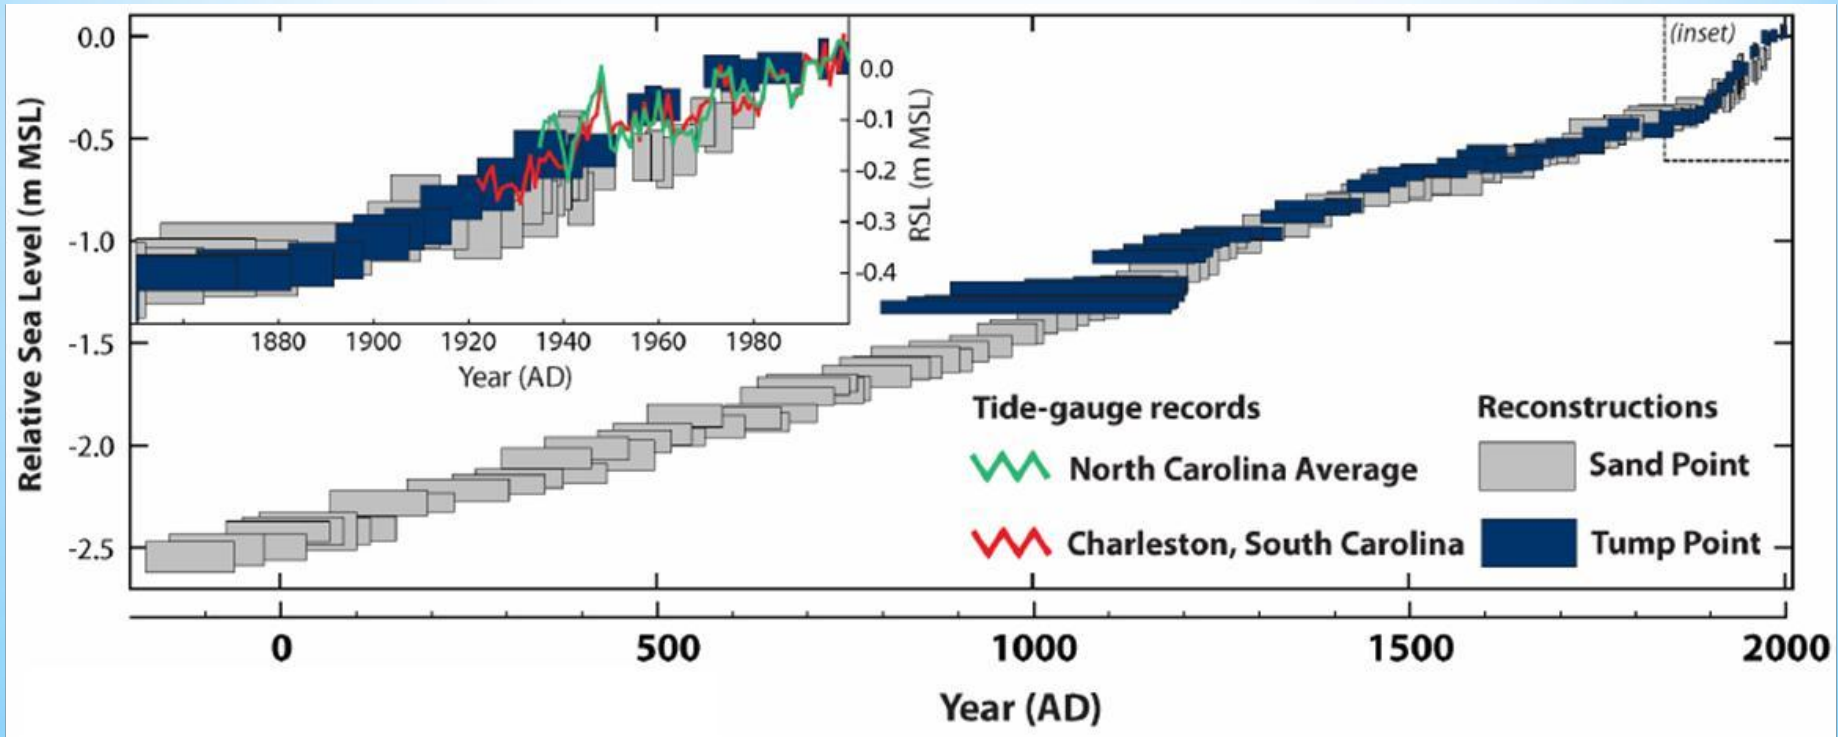 Relative Sea Level (m MSL)
0.0
-0.5
-1.0
-1.5
-2.0
-2.5
0.0
-0.1
-0.2
-0.3
-0.4
RSL (m MSL)
1880 1900 1920 1940 1960 1980
Year (AD)
(inset)
Tide-gauge records
North Carolina Average
Charleston, South Carolina
Reconstructions
Sand Point
Tump Point
0 500 1000 1500 2000
Year (AD)